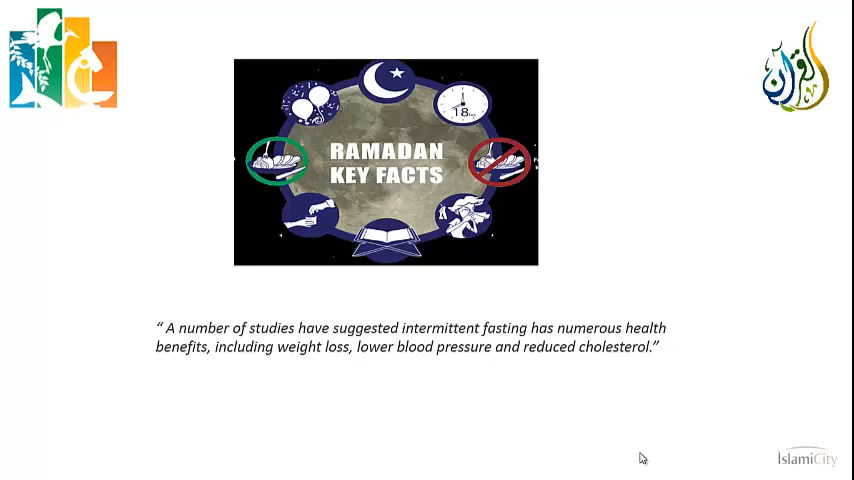 القرآن
18
RAMADAN
KEY FACTS
“ A number of studies have suggested intermittent fasting has numerous health
benefits, including weight loss, lower blood pressure and reduced cholesterol.”
IslamiCity